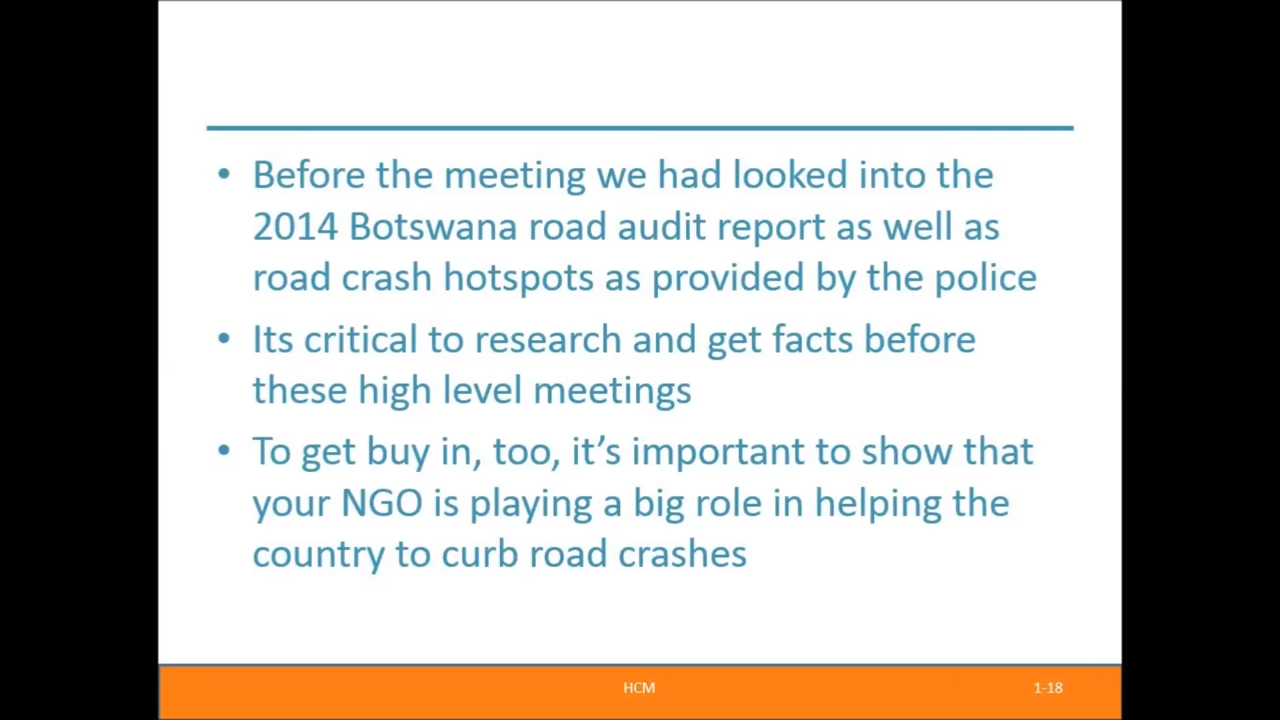 • Before the meeting we had looked into the
2014 Botswana road audit report as well as
road crash hotspots as provided by the police
• Its critical to research and get facts before
these high level meetings
• To get buy in, too, it’s important to show that
your NGO is playing a big role in helping the
country to curb road crashes
HCM
1-18